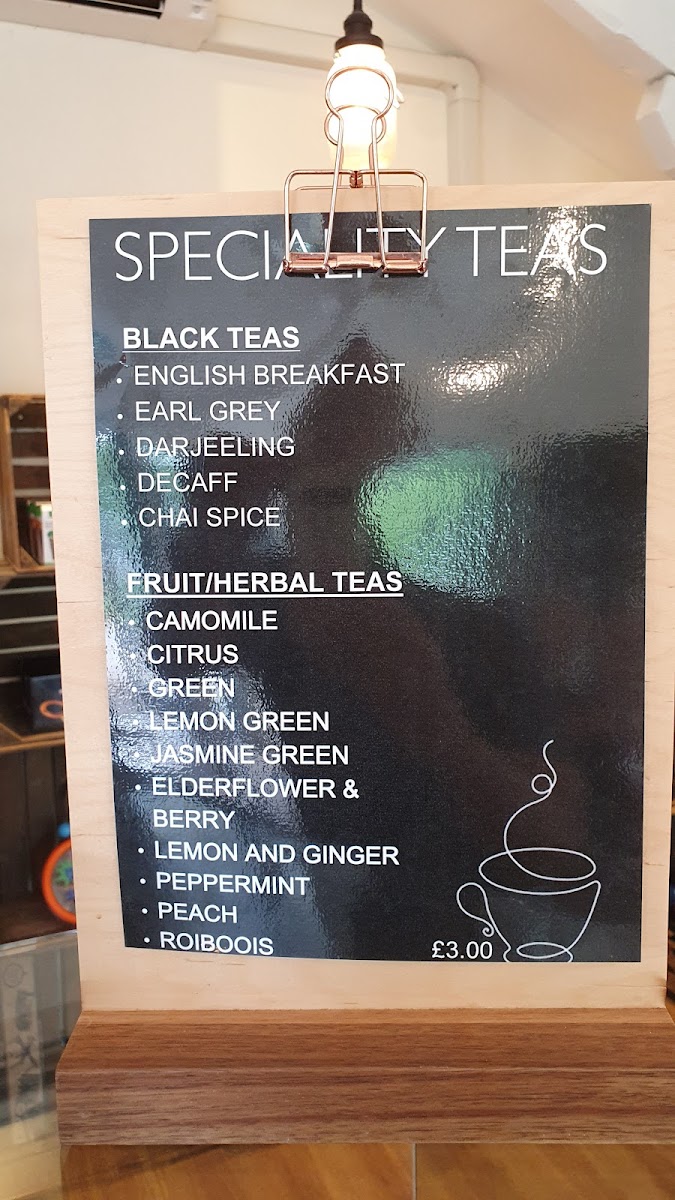 SPECIALITY TEAS
BLACK TEAS
• ENGLISH BREAKFAST
• EARL GREY
• DARJEELING
• DECAFF
• CHAI SPICE
FRUIT/HERBAL TEAS
• CAMOMILE
• CITRUS
• GREEN
• LEMON GREEN
• JASMINE GREEN
• ELDERFLOWER &
BERRY
• LEMON AND GINGER
• PEPPERMINT
• PEACH
• ROIBOOIS
£3.00